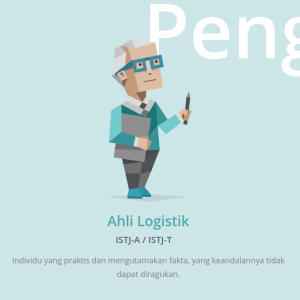 Peng
Ahli Logistik
ISTJ-A / ISTJ-T
Individu yang praktis dan mengutamakan fakta, yang keandalannya tidak
dapat diragukan.